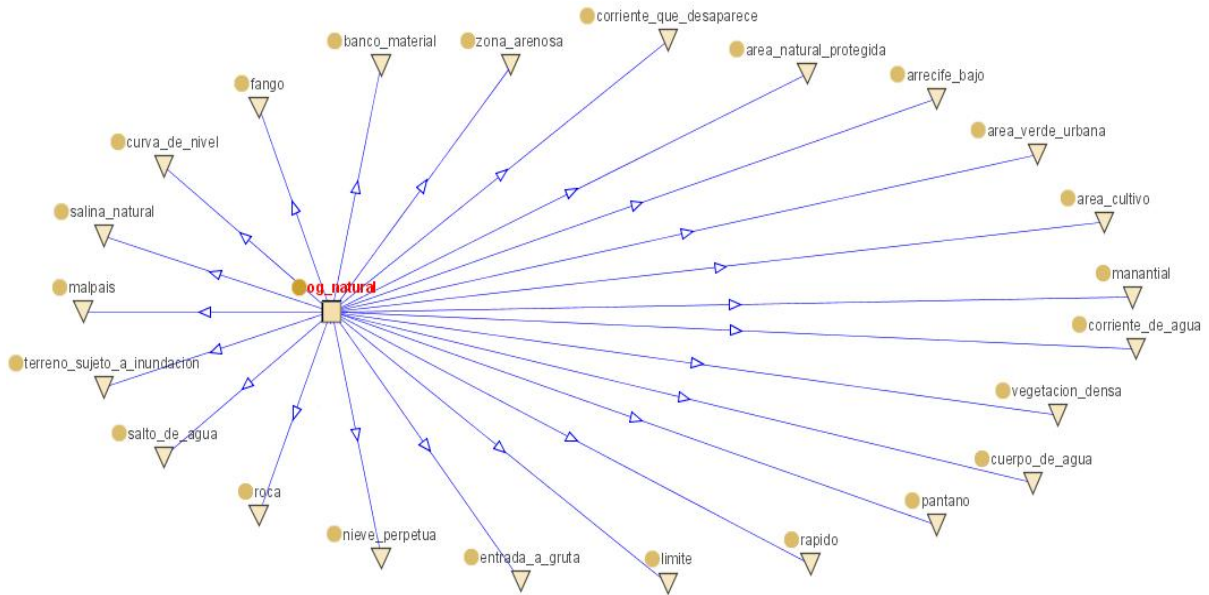 corriente_que_desaparece
banco_material
zona_arenosa
area_natural_protegida
arrecife_bajo
fango
area_verde_urbana
curva_de_nivel
area_cultivo
salina_natural
manantial
og_natural
malpais
corriente_de_agua
terreno_sujeto_a_inundacion
vegetacion_densa
salto_de_agua
cuerpo_de_agua
roca
pantano
nieve_perpetua
entrada_a_gruta
limite
rapido